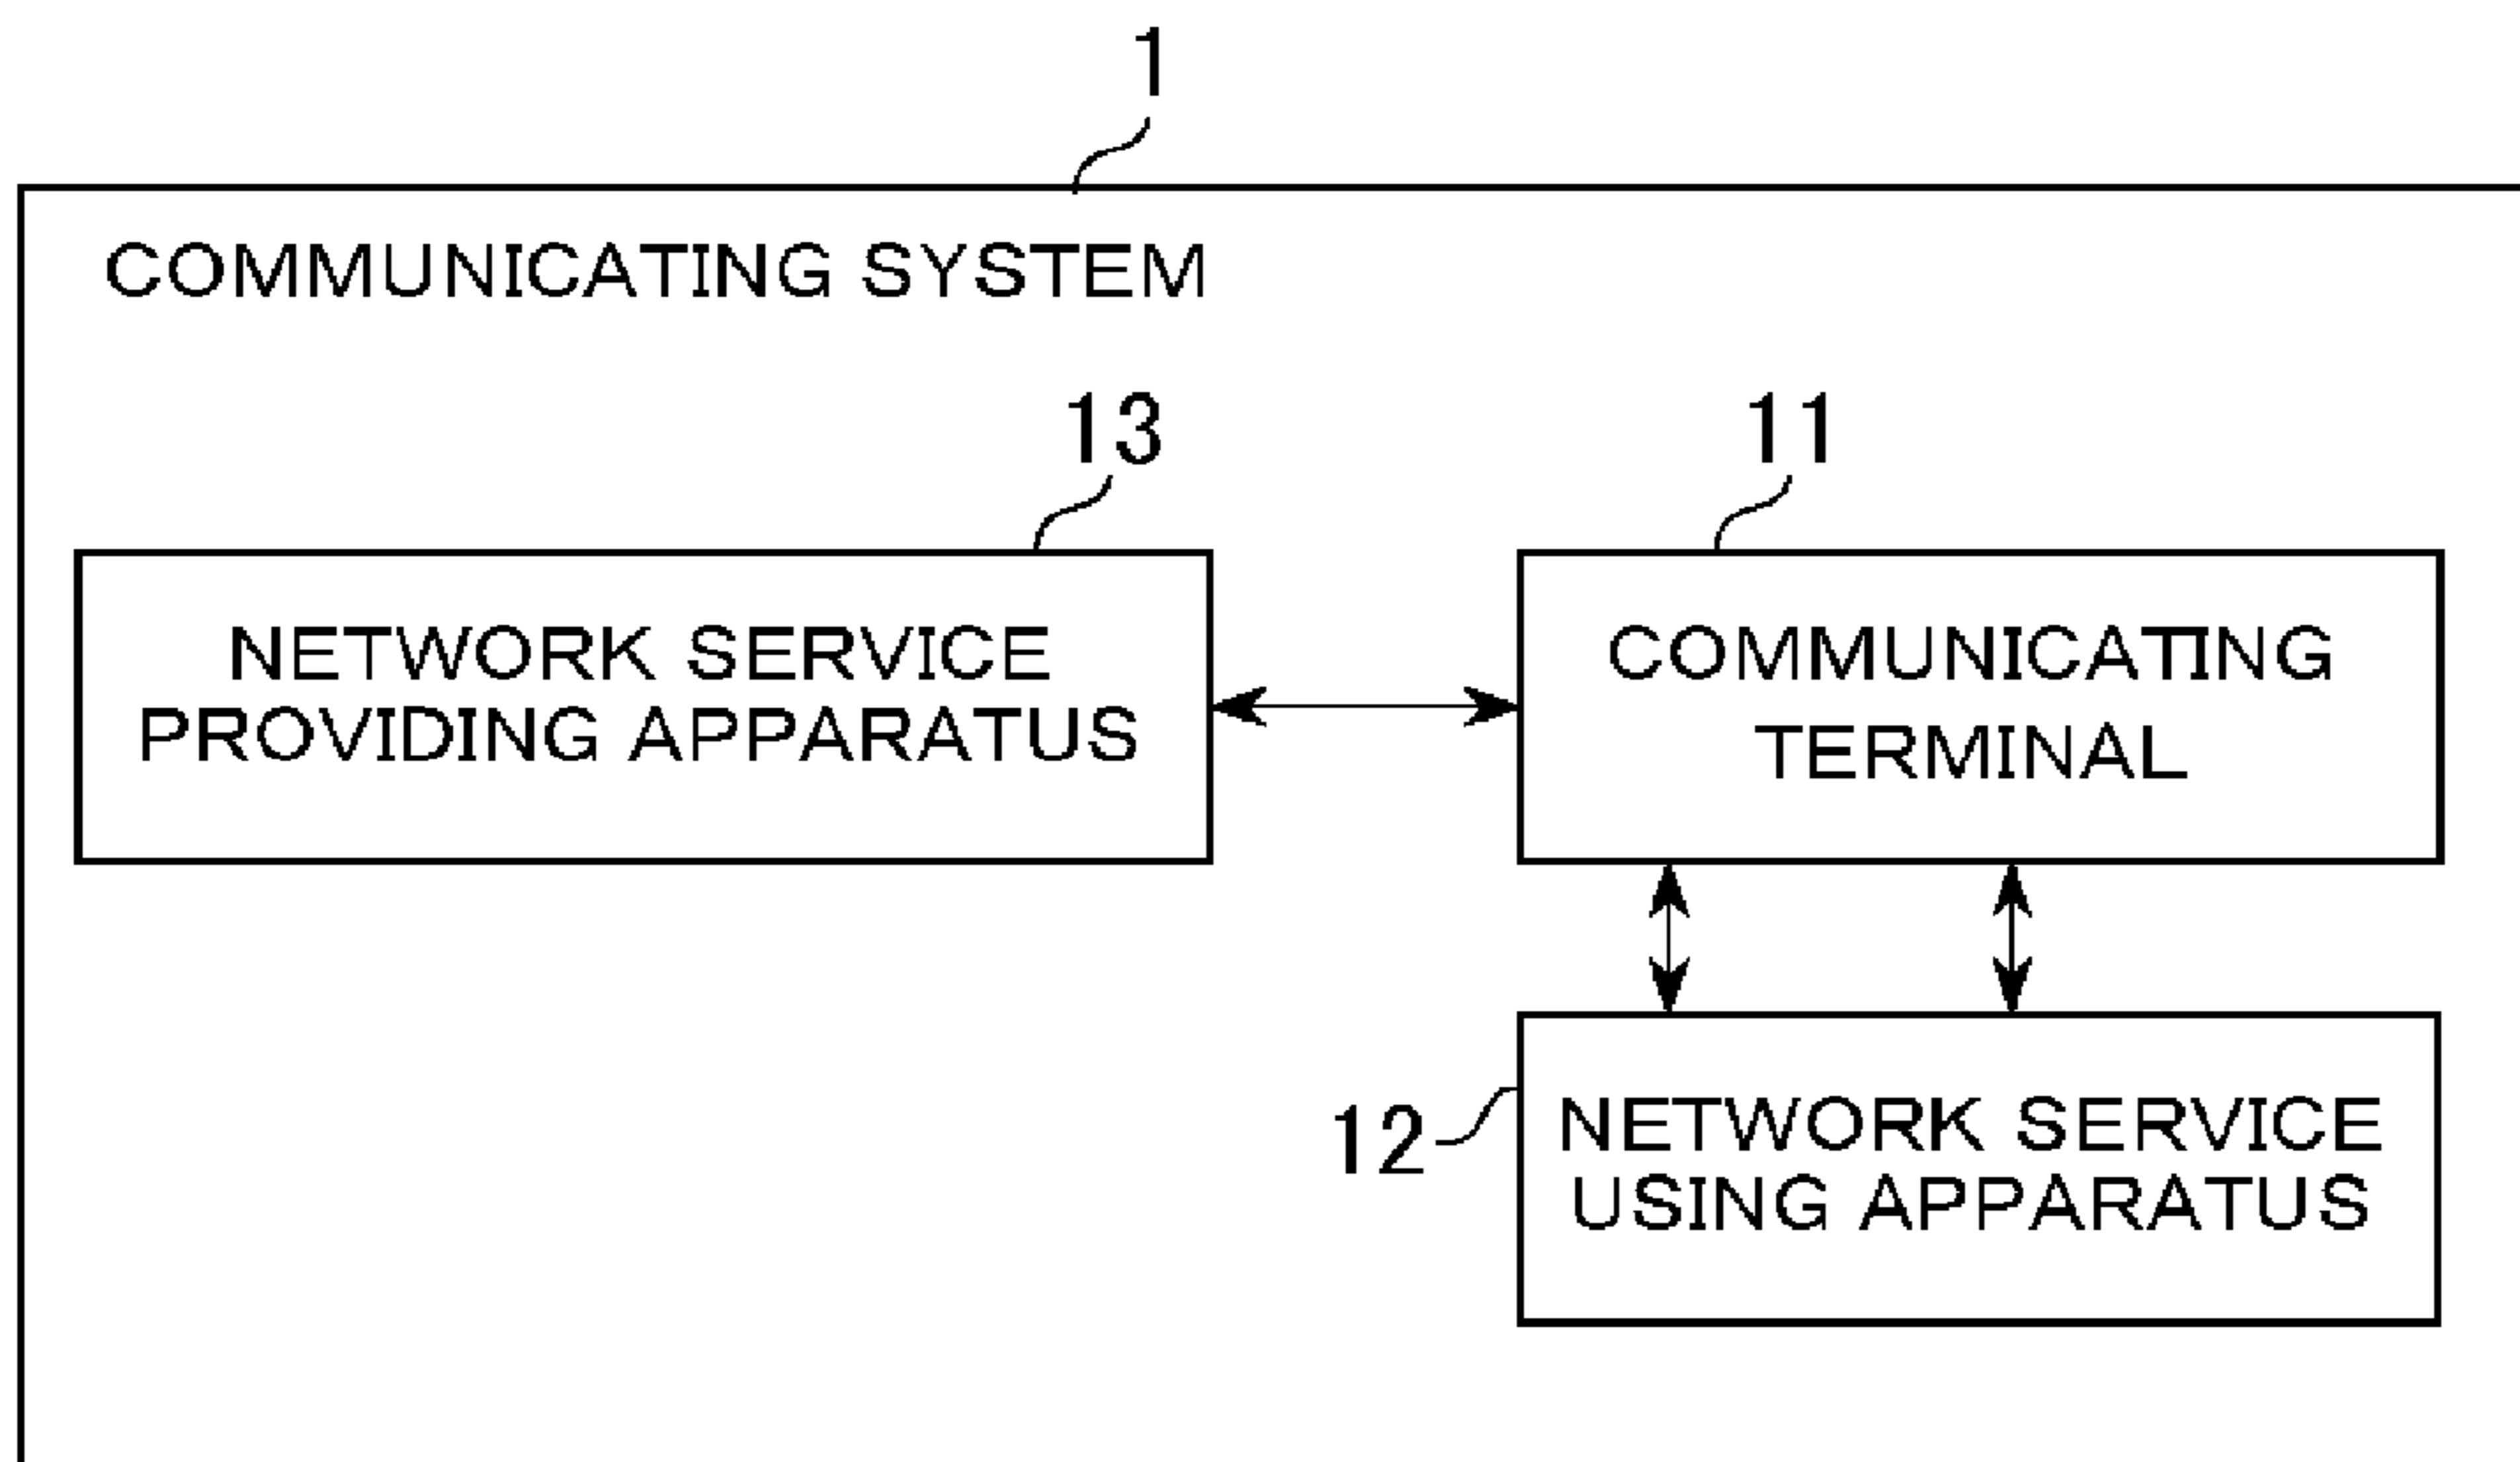 1
COMMUNICATING SYSTEM
13
11
NETWORK SERVICE
PROVIDING APPARATUS
COMMUNICATING
TERMINAL
12
NETWORK SERVICE
USING APPARATUS